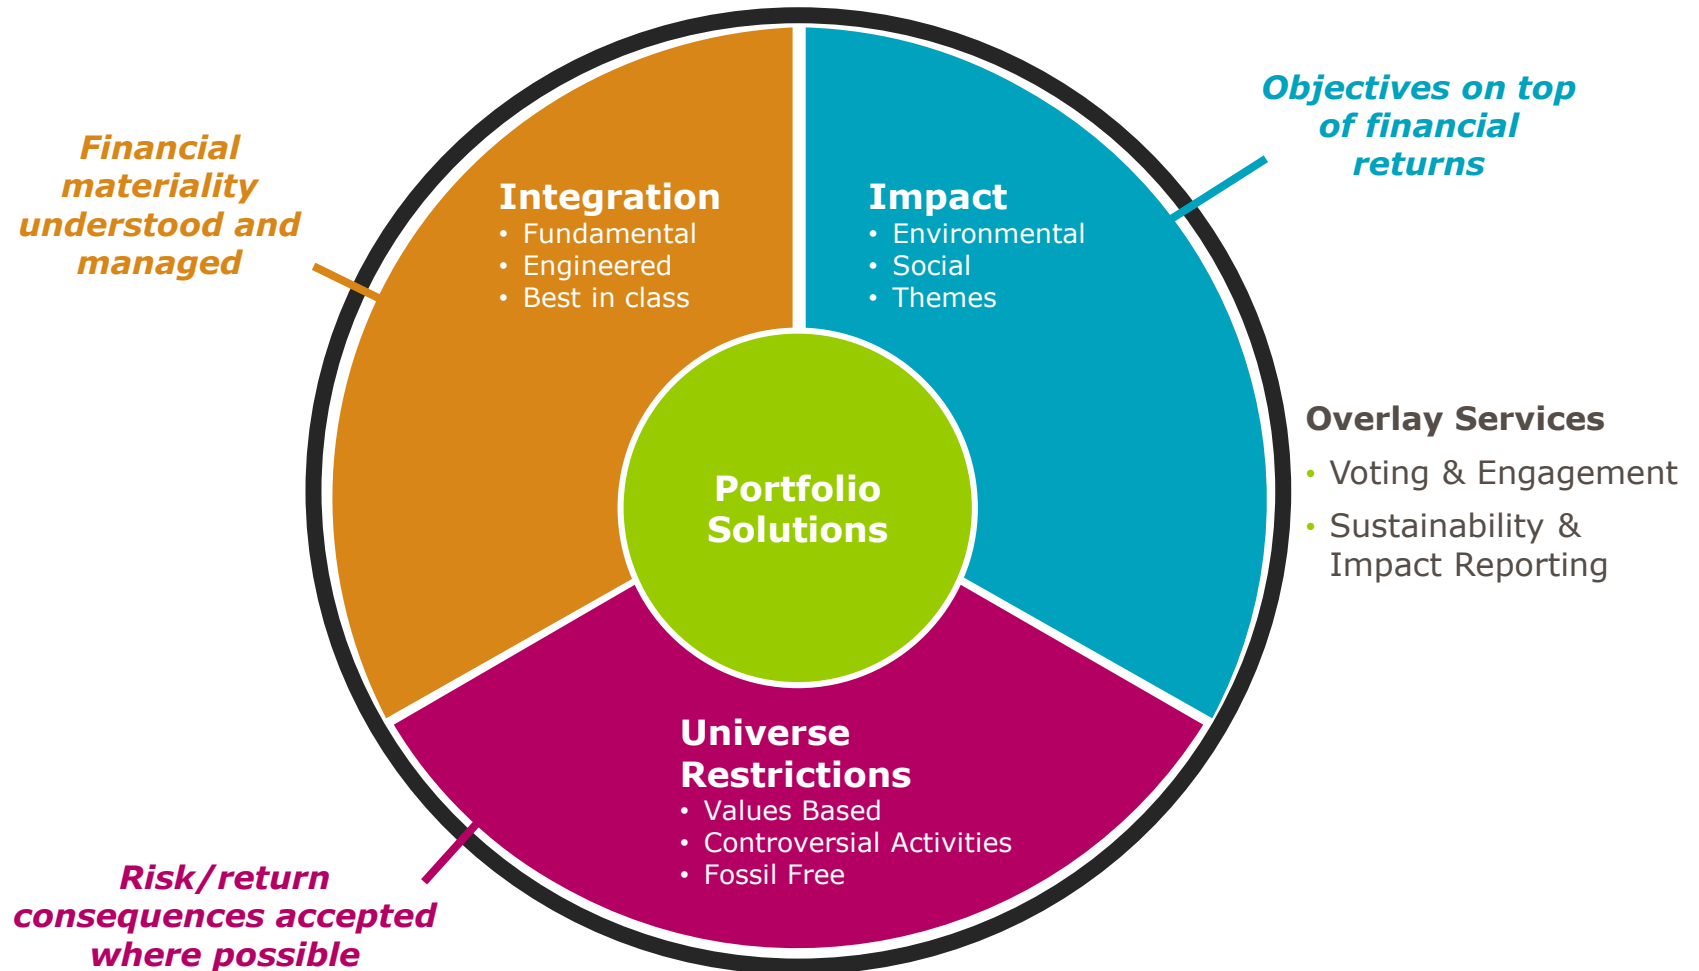 Financial
materiality
understood and
managed
Integration
• Fundamental
• Engineered
• Best in class
Impact
• Environmental
• Social
• Themes
Objectives on top
of financial
returns
Portfolio
Solutions
Overlay Services
• Voting & Engagement
• Sustainability &
Impact Reporting
Universe
Restrictions
• Values Based
• Controversial Activities
• Fossil Free
Risk/return
consequences accepted
where possible